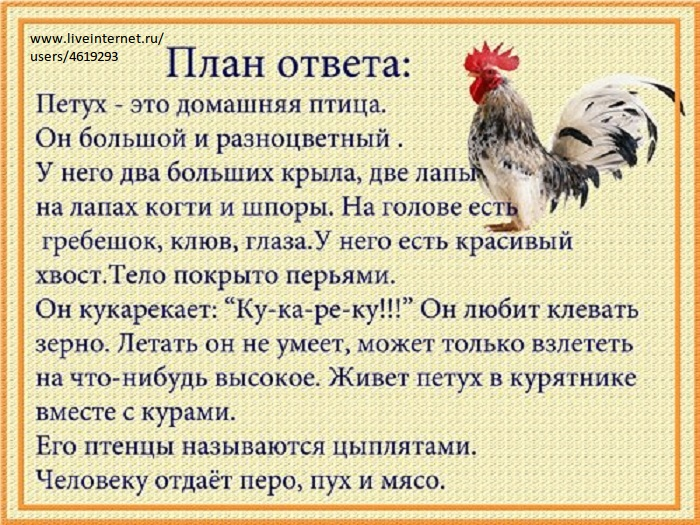 www.liveinternet.ru/
users/4619293
План ответа:
Петух - это домашняя птица.
Он большой и разноцветный .
У него два больших крыла, две лапы
на лапах когти и шпоры. На голове есть
гребешок, клюв, глаза.У него есть красивый
хвост.Тело покрыто перьями.
Он кукарекает: “Ку-ка-ре-ку!!!” Он любит клевать
зерно. Летать он не умеет, может только взлететь
на что-нибудь высокое. Живет петух в курятнике
вместе с курами.
Его птенцы называются цыплятами.
Человеку отдаёт перо, пух и мясо.